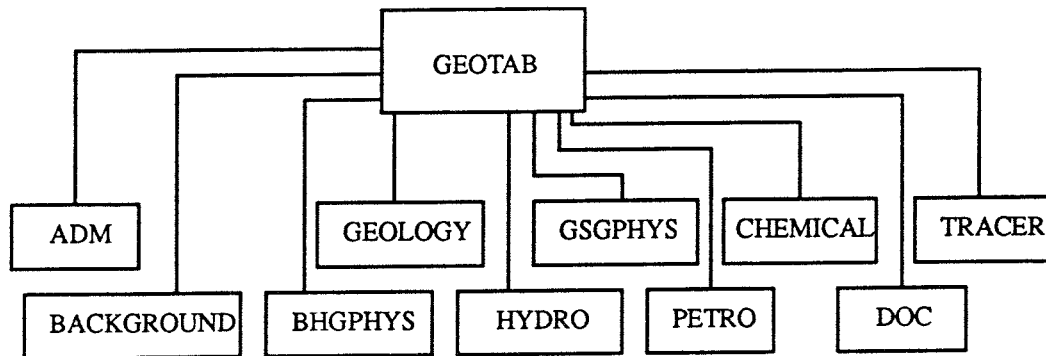 GEOTAB
ADM
GEOLOGY
GSGPHYS
CHEMICAL
TRACER
BACKGROUND
BHGPHYS
HYDRO
PETRO
DOC